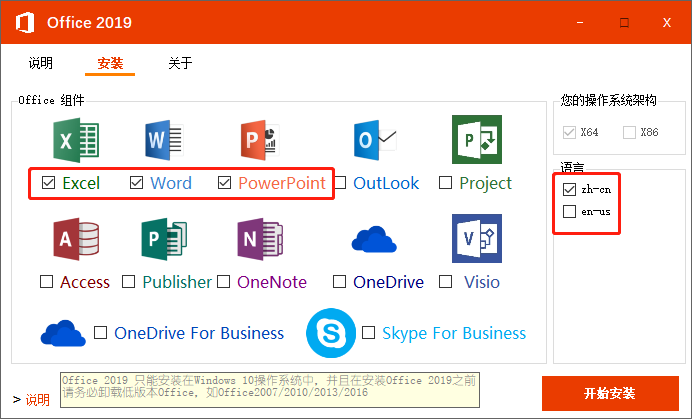 Office 2019
说明 安装 关于
Office 组件
您的操作系统架构
X64 X86
Excel Word PowerPoint OutLook Project
语言
zh-cn
en-us
Access Publisher OneNote OneDrive Visio
OneDrive For Business Skype For Business
> 说明
Office 2019 只能安装在Windows 10操作系统中，并且在安装Office 2019之前
请务必卸载低版本Office，如Office2007/2010/2013/2016
开始安装